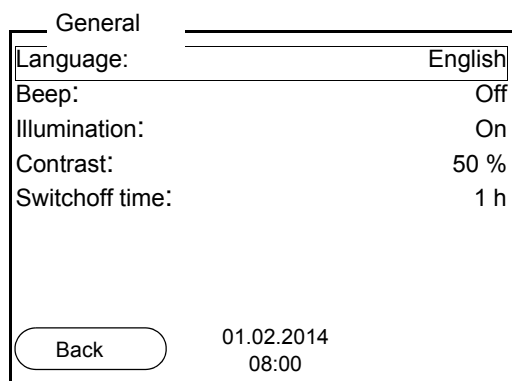 General
Language: English
Beep: Off
Illumination: On
Contrast: 50 %
Switchoff time: 1 h
Back
01.02.2014
08:00